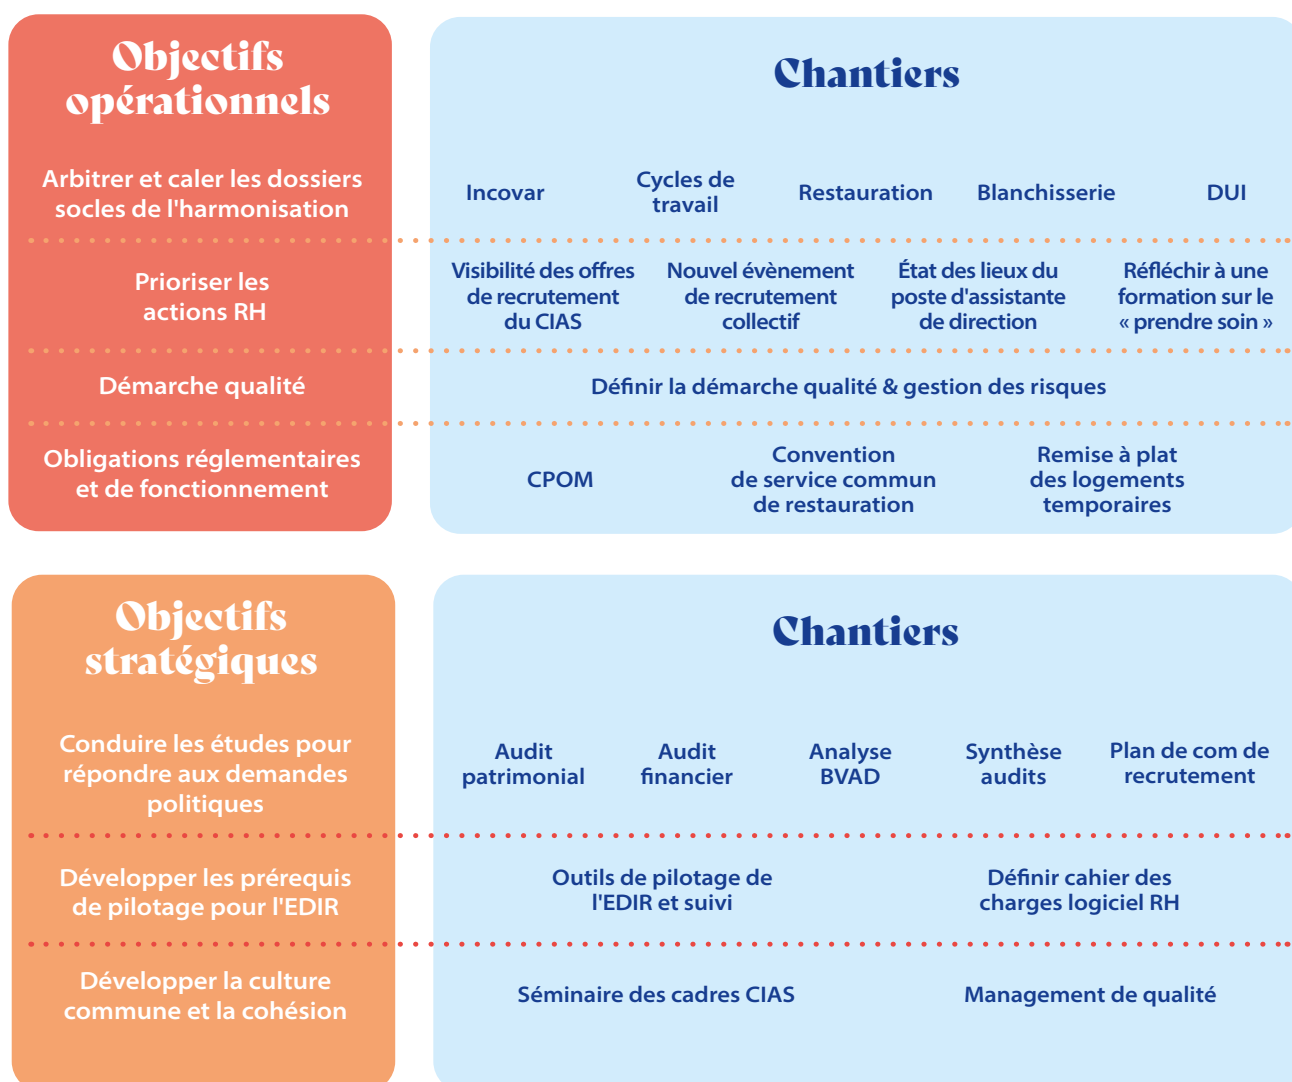 Objectifs
opérationnels
Chantiers
Arbitrer et caler les dossiers
socles de l'harmonisation
Incovar
Cycles de
travail
Restauration
Blanchisserie
DUI
Prioriser les
actions RH
Visibilité des offres
de recrutement
du CIAS
Nouvel évènement
de recrutement
collectif
État des lieux du
poste d'assistante
de direction
Réfléchir à une
formation sur le
« prendre soin »
Démarche qualité
Définir la démarche qualité & gestion des risques
Obligations réglementaires
et de fonctionnement
CPOM
Convention
de service commun
de restauration
Remise à plat
des logements
temporaires
Objectifs
stratégiques
Chantiers
Conduire les études pour
répondre aux demandes
politiques
Audit
patrimonial
Audit
financier
Analyse
BVAD
Synthèse
audits
Plan de com de
recrutement
Développer les prérequis
de pilotage pour l'EDIR
Outils de pilotage de
l'EDIR et suivi
Définir cahier des
charges logiciel RH
Développer la culture
commune et la cohésion
Séminaire des cadres CIAS
Management de qualité